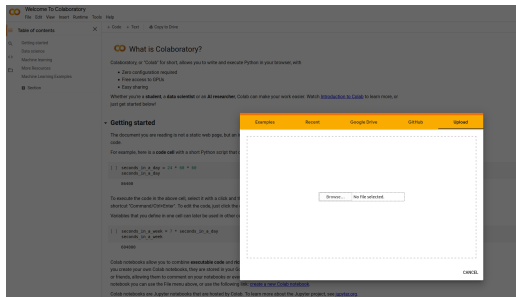 Welcome To Colaboratory
File Edit View Insert Runtime Tools Help
Table of contents
+ Code + Text Copy to Drive
Getting started
Data science
Machine learning
More Resources
Machine Learning Examples
Section
What is Colaboratory?
Colaboratory, or "Colab" for short, allows you to write and execute Python in your browser, with
Zero configuration required
Free access to GPUs
Easy sharing
Whether you're a student, a data scientist or an AI researcher, Colab can make your work easier. Watch Introduction to Colab to learn more, or
just get started below!
Getting started
The document you are reading is not a static web page, but an
code.
For example, here is a code cell with a short Python script that
[ ] seconds_in_a_day = 24 * 60 * 60
seconds_in_a_day
86400
To execute the code in the above cell, select it with a click and
shortcut "Command/Ctrl+Enter". To edit the code, just click the
Variables that you define in one cell can later be used in other
[ ] seconds_in_a_week = 7 * seconds_in_a_day
seconds_in_a_week
604800
Colab notebooks allow you to combine executable code and
you create your own Colab notebooks, they are stored in your
or friends, allowing them to comment on your notebooks or
notebook you can use the File menu above, or use the following link: create a new Colab notebook
Colab notebooks are Jupyter notebooks that are hosted by Colab. To learn more about the Jupyter project, see jupyter.org.
Examples Recent Google Drive GitHub Upload
Browse... No file selected.
CANCEL